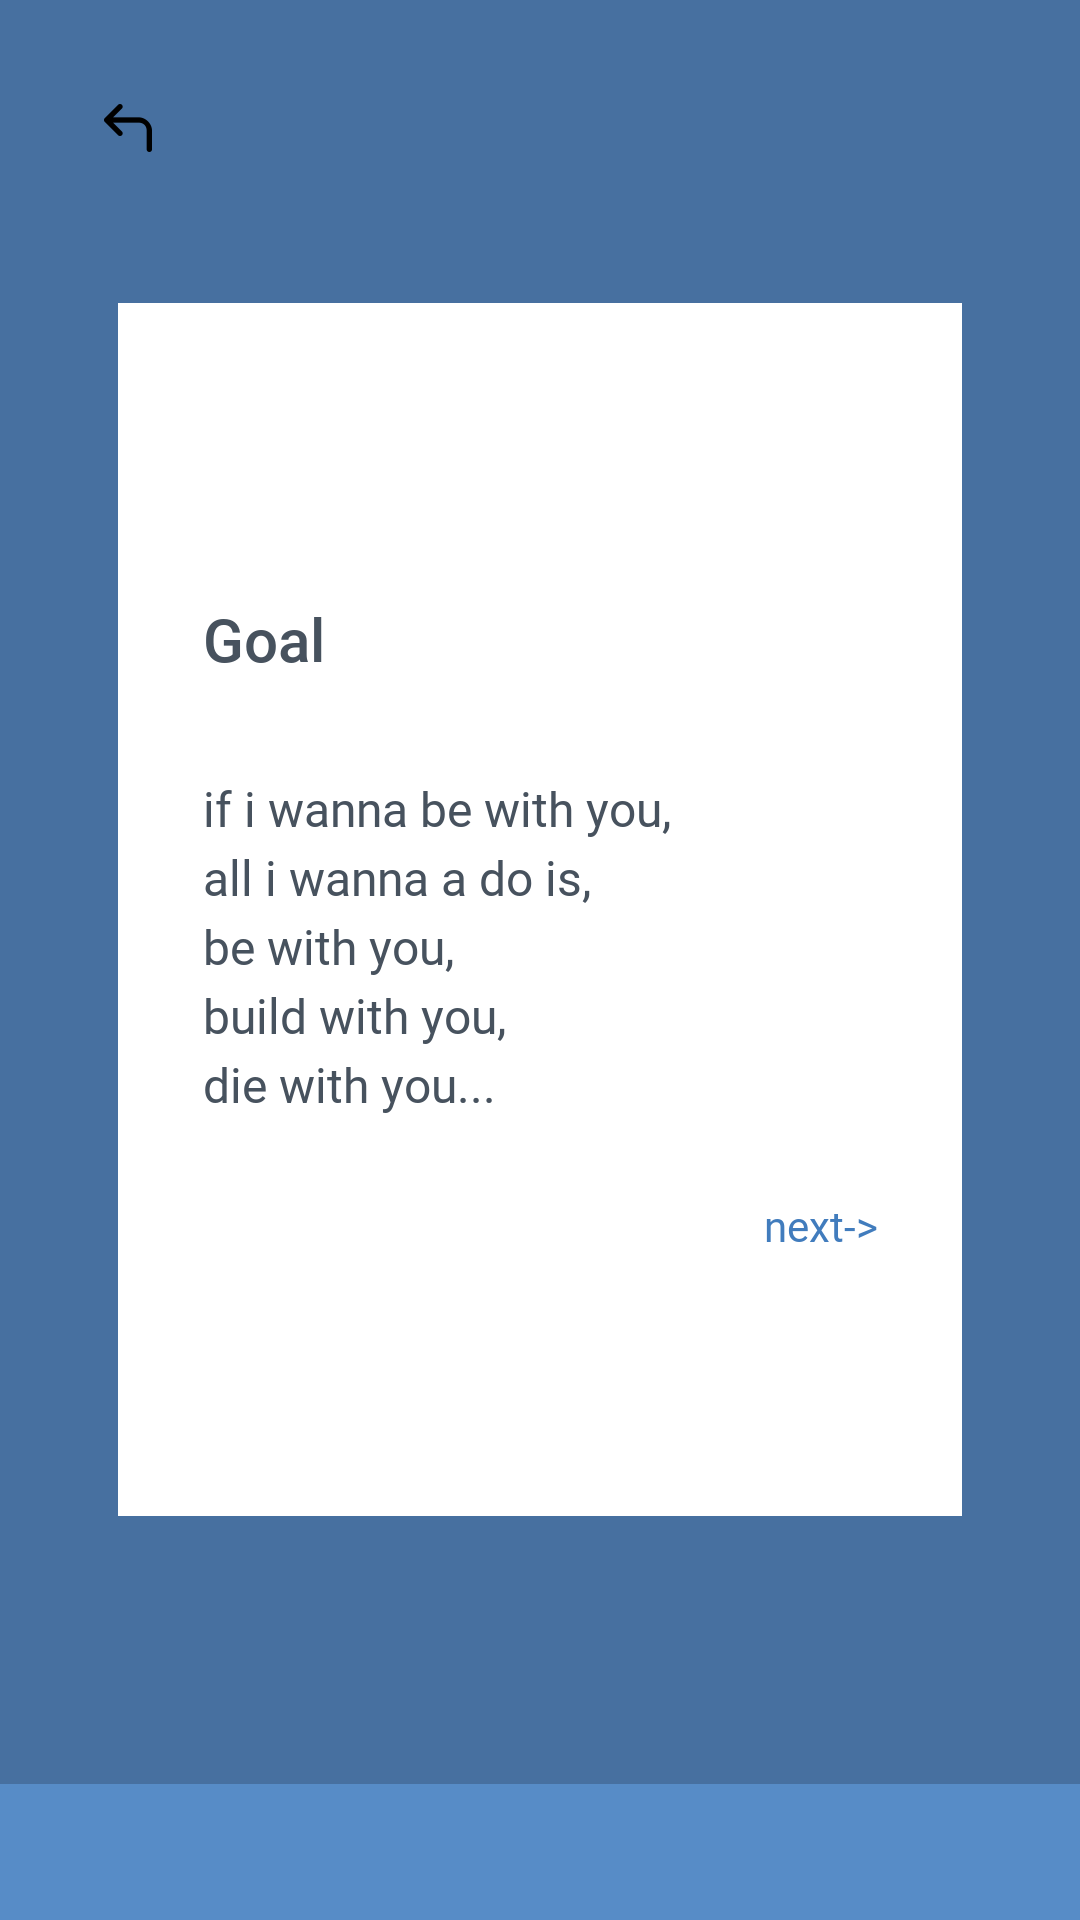 Goal
if i wanna be with you,
all i wanna a do is,
be with you,
build with you,
die with you...
next->